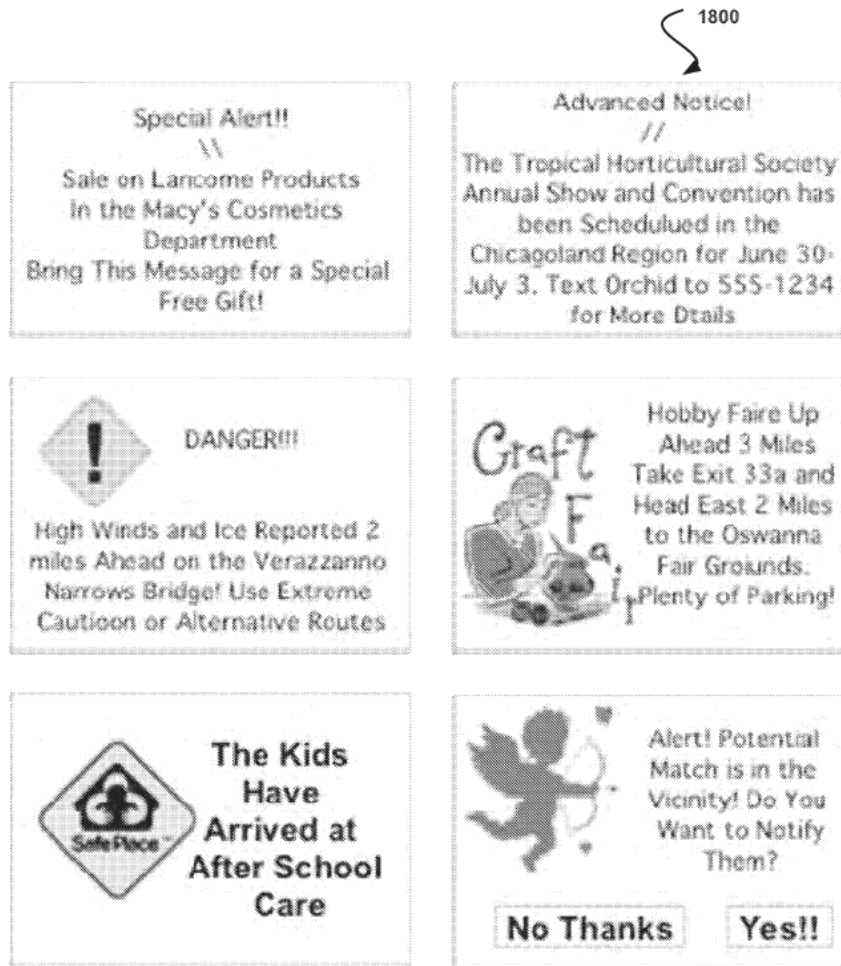 1800
Special Alert!!
\\
Sale on Lancome Products
In the Macy's Cosmetics
Department
Bring This Message for a Special
Free Gift!
Advanced Notice!
//
The Tropical Horticultural Society
Annual Show and Convention has
been Schedulued in the
Chicagoland Region for June 30-
July 3. Text Orchid to 555-1234
for More Dtails
DANGER!!!
High Winds and Ice Reported 2
miles Ahead on the Verazzanno
Narrows Bridge! Use Extreme
Cautioon or Alternative Routes
Craft
Fair
Hobby Faire Up
Ahead 3 Miles
Take Exit 33a and
Head East 2 Miles
to the Oswanna
Fair Groiunds.
Plenty of Parking!
SafePlace™
The Kids
Have
Arrived at
After School
Care
Alert! Potential
Match is in the
Vicinity! Do You
Want to Notify
Them?
No Thanks
Yes!!